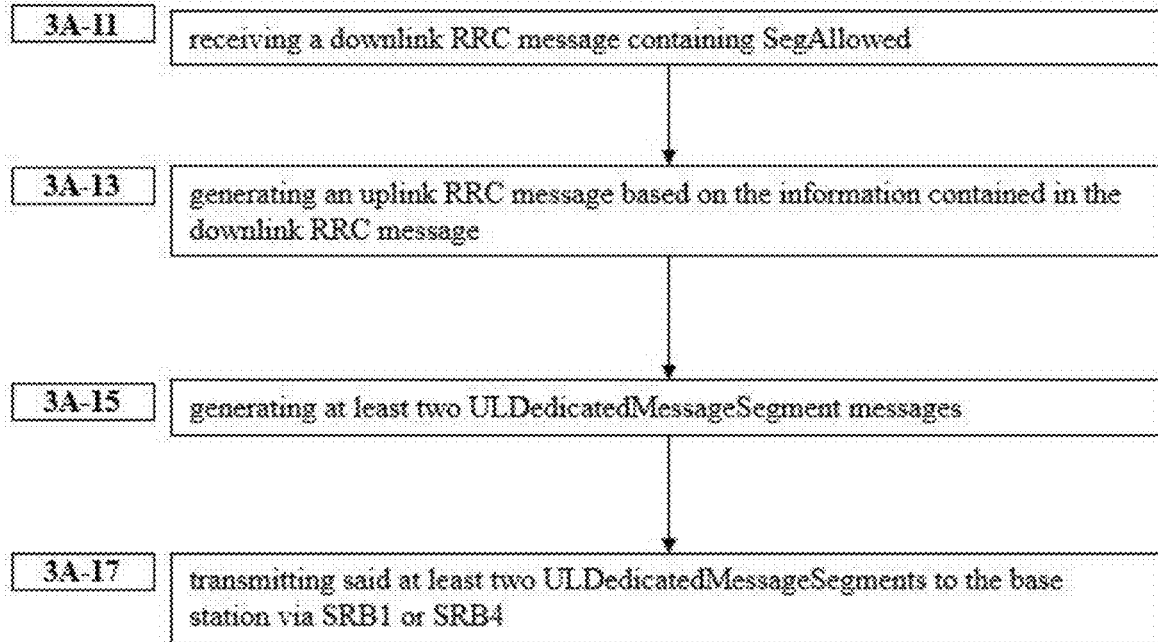 3A-11
receiving a downlink RRC message containing SegAllowed
3A-13
generating an uplink RRC message based on the information contained in the
downlink RRC message
3A-15
generating at least two ULDedicatedMessageSegment messages
3A-17
transmitting said at least two ULDedicatedMessageSegments to the base
station via SRB1 or SRB4